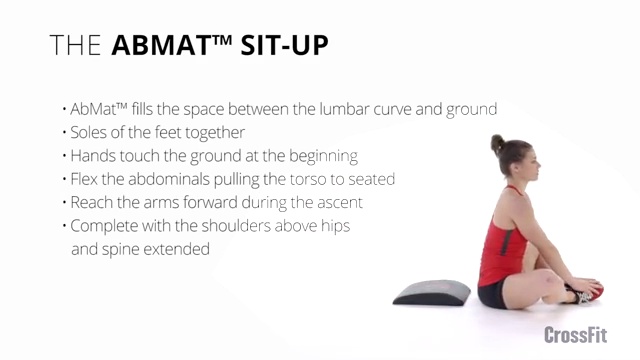 THE ABMAT™ SIT-UP
• AbMat™ fills the space between the lumbar curve and ground
• Soles of the feet together
• Hands touch the ground at the beginning
• Flex the abdominals pulling the torso to seated
• Reach the arms forward during the ascent
• Complete with the shoulders above hips
and spine extended
CrossFit